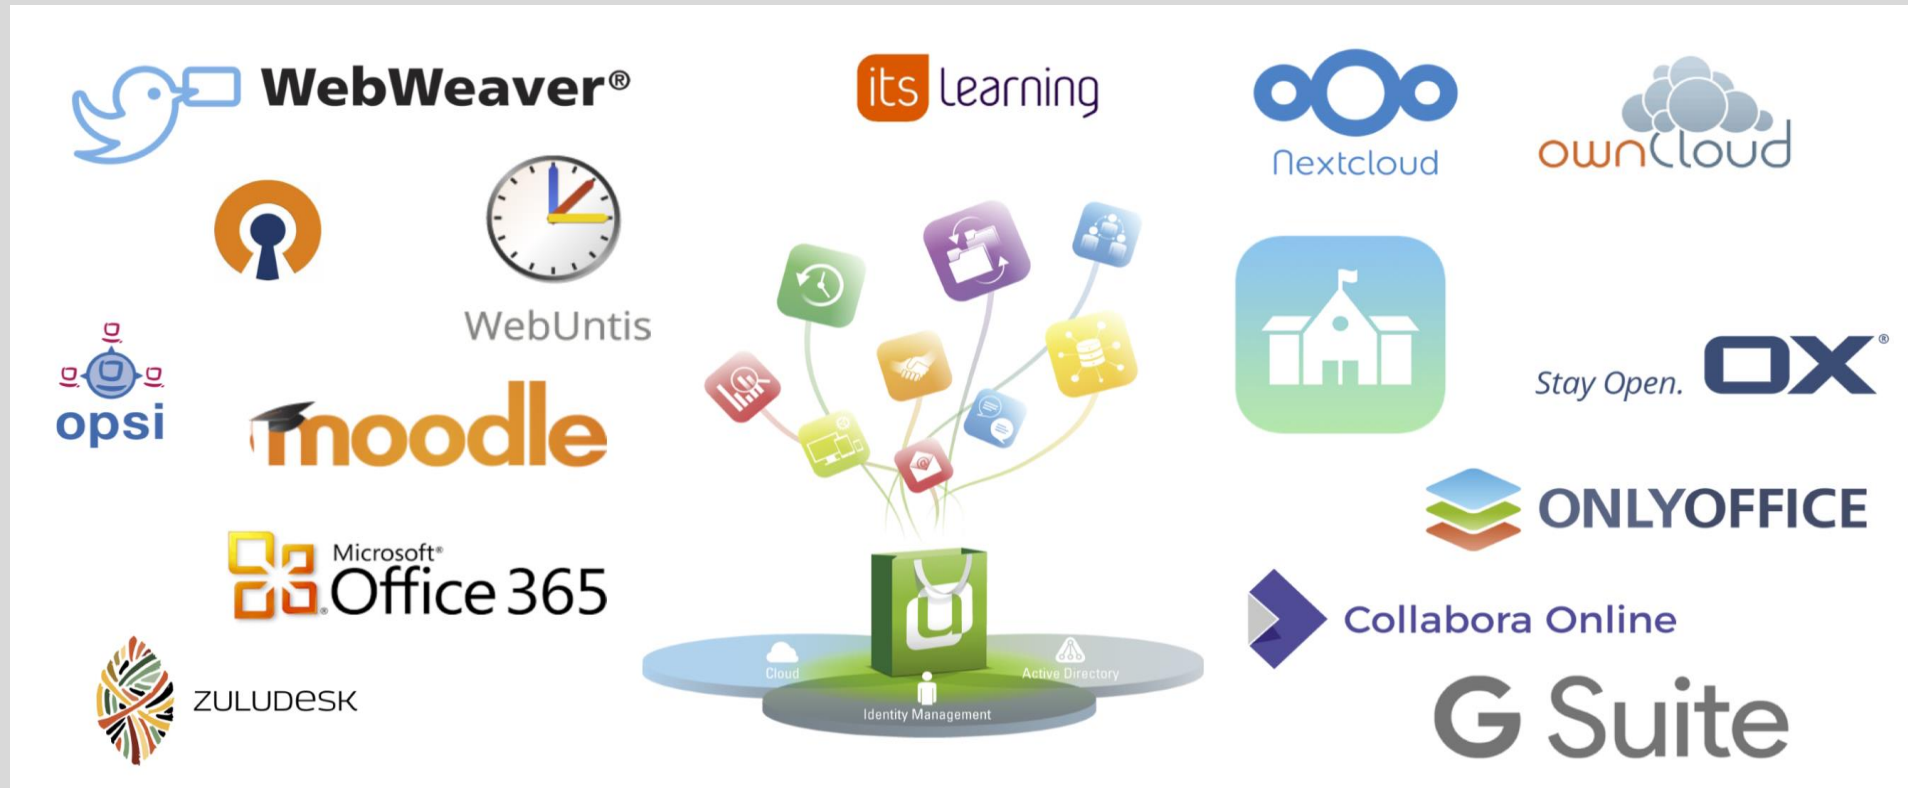 WebWeaver®
its learning
Nextcloud
ownCloud
WebUntis
opsi
moodle
Stay Open. OX®
ONLYOFFICE
Microsoft®
Office 365
Collabora Online
u
Cloud
Active Directory
Identity Management
ZULUDESK
G Suite